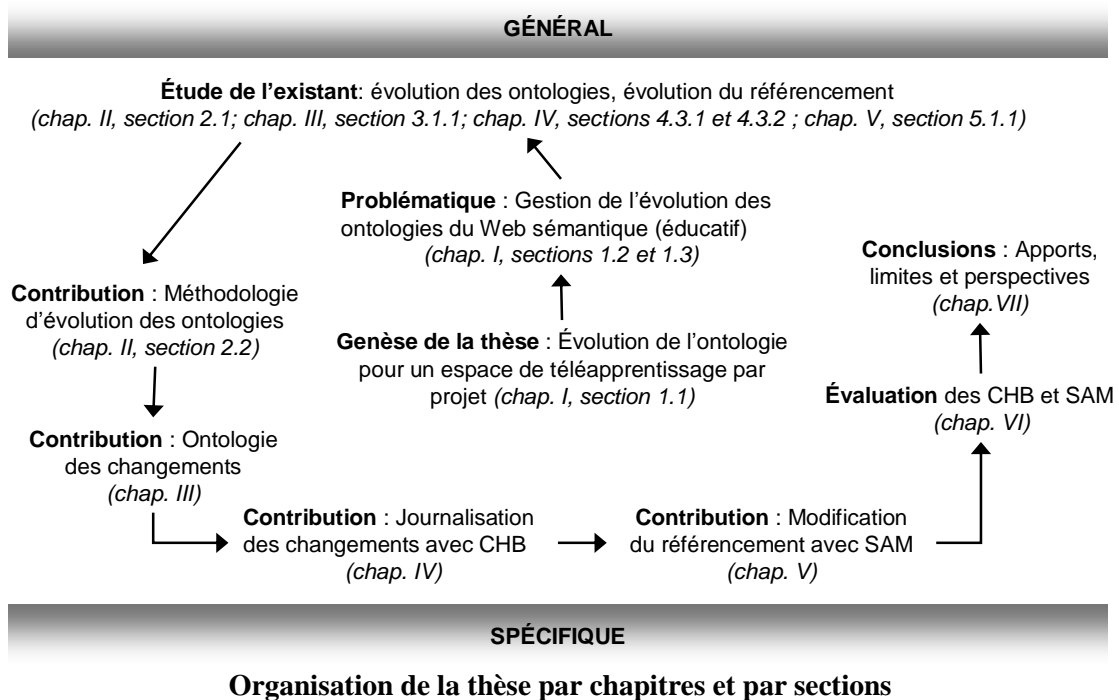 GÉNÉRAL
Étude de l'existant: évolution des ontologies, évolution du référencement
(chap. II, section 2.1; chap. III, section 3.1.1; chap. IV, sections 4.3.1 et 4.3.2 ; chap. V, section 5.1.1)
Problématique : Gestion de l'évolution des
ontologies du Web sémantique (éducatif)
(chap. I, sections 1.2 et 1.3)
Genèse de la thèse : Évolution de l'ontologie
pour un espace de téléapprentissage par
projet (chap. I, section 1.1)
Contribution : Méthodologie
d'évolution des ontologies
(chap. II, section 2.2)
Contribution : Ontologie
des changements
(chap. III)
Contribution : Journalisation
des changements avec CHB
(chap. IV)
Contribution : Modification
du référencement avec SAM
(chap. V)
Évaluation des CHB et SAM
(chap. VI)
Conclusions : Apports,
limites et perspectives
(chap.VII)
SPÉCIFIQUE
Organisation de la thèse par chapitres et par sections